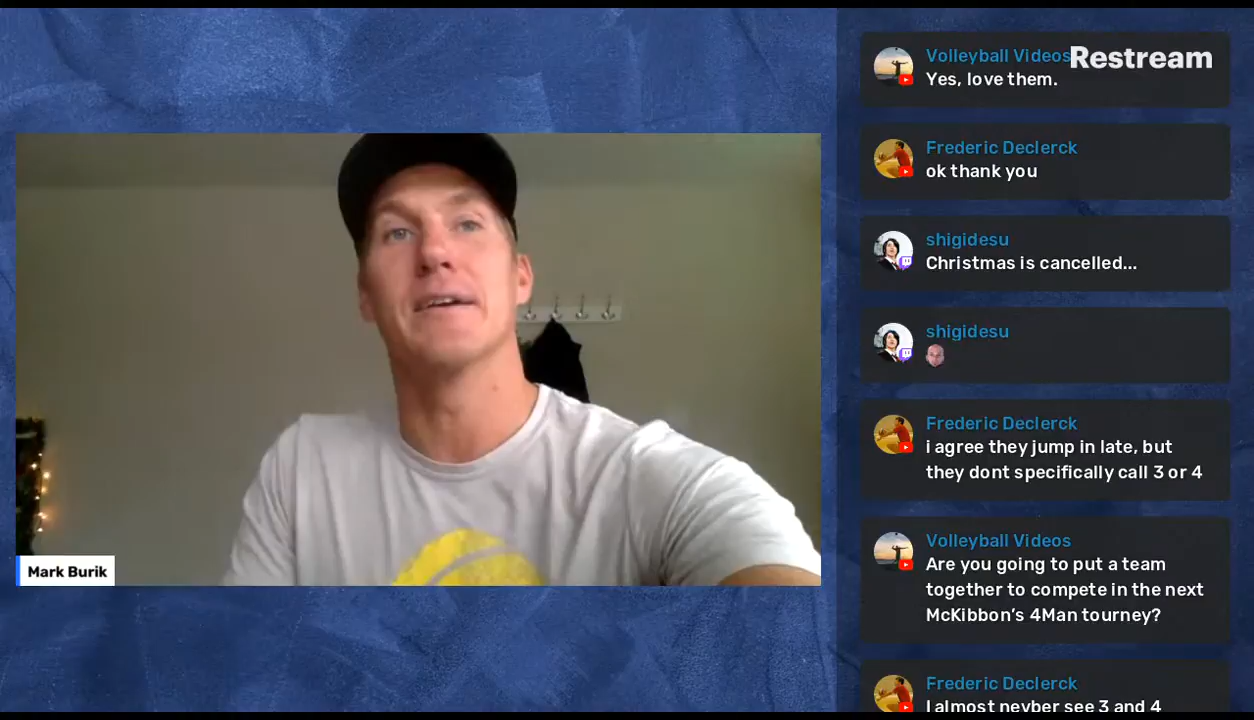 Volleyball Videos
Restream
Yes, love them.
Frederic Declerck
ok thank you
shigidesu
Christmas is cancelled...
shigidesu
Frederic Declerck
i agree they jump in late, but
they dont specifically call 3 or 4
Volleyball Videos
Are you going to put a team
together to compete in the next
McKibbon's 4Man tourney?
Frederic Declerck
I almost neyber see 3 and 4
Mark Burik